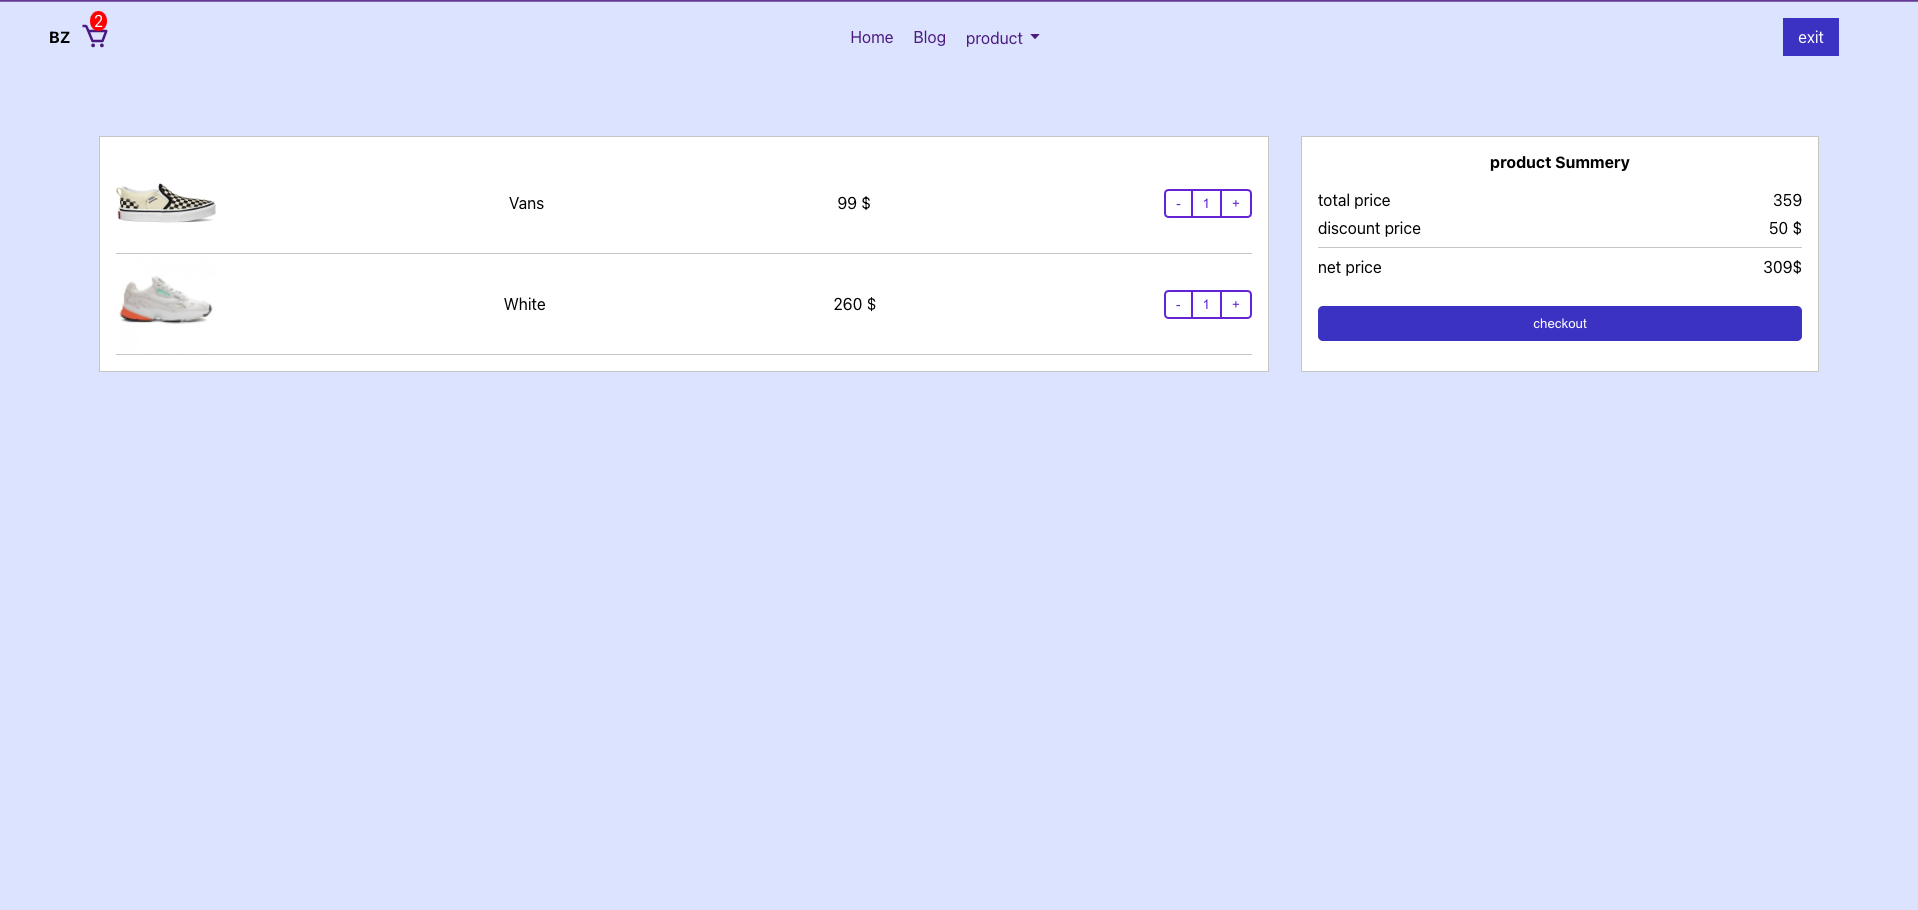 BZ 2 Home Blog product exit
Vans 99 $ - 1 +
White 260 $ - 1 +
product Summery
total price 359
discount price 50 $
net price 309$
checkout